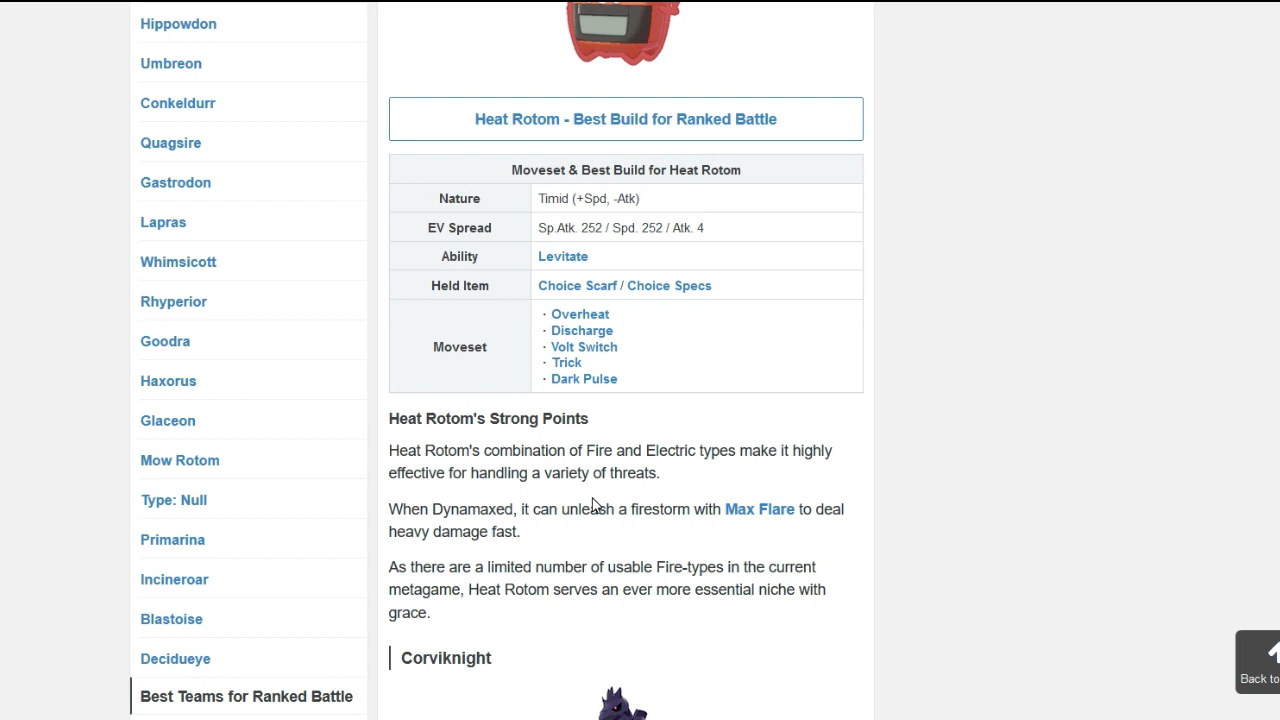 Hippowdon
Umbreon
Conkeldurr
Quagsire
Gastrodon
Lapras
Whimsicott
Rhyperior
Goodra
Haxorus
Glaceon
Mow Rotom
Type: Null
Primarina
Incineroar
Blastoise
Decidueye
Best Teams for Ranked Battle
Heat Rotom - Best Build for Ranked Battle
Moveset & Best Build for Heat Rotom
Nature Timid (+Spd, -Atk)
EV Spread Sp.Atk. 252 / Spd. 252 / Atk. 4
Ability Levitate
Held Item Choice Scarf / Choice Specs
Moveset
· Overheat
· Discharge
· Volt Switch
· Trick
· Dark Pulse
Heat Rotom's Strong Points
Heat Rotom's combination of Fire and Electric types make it highly
effective for handling a variety of threats.
When Dynamaxed, it can unleash a firestorm with Max Flare to deal
heavy damage fast.
As there are a limited number of usable Fire-types in the current
metagame, Heat Rotom serves an ever more essential niche with
grace.
Corviknight
Back to